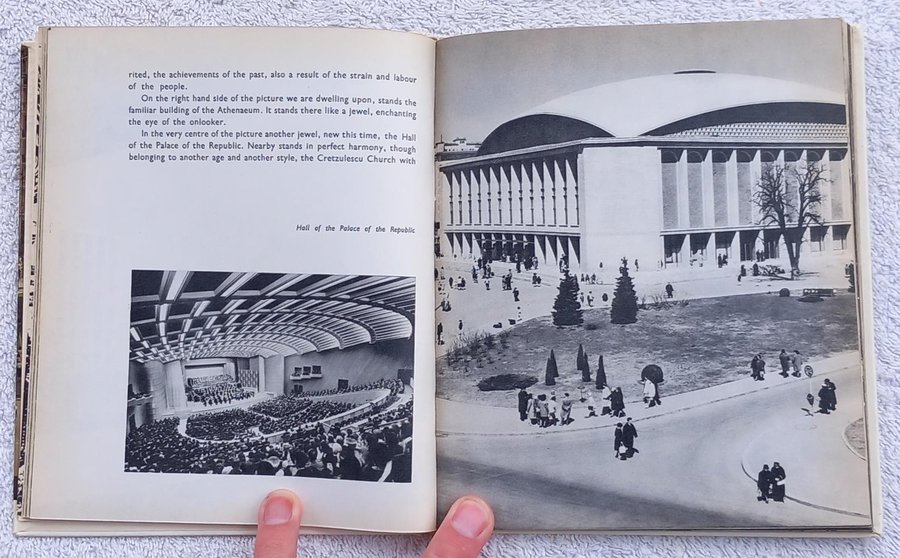 rited, the achievements of the past, also a result of the strain and labour
of the people.
On the right hand side of the picture we are dwelling upon, stands the
familiar building of the Athenaeum. It stands there like a jewel, enchanting
the eye of the onlooker.
In the very centre of the picture another jewel, new this time, the Hall
of the Palace of the Republic. Nearby stands in perfect harmony, though
belonging to another age and another style, the Cretzulescu Church with
Hall of the Palace of the Republic